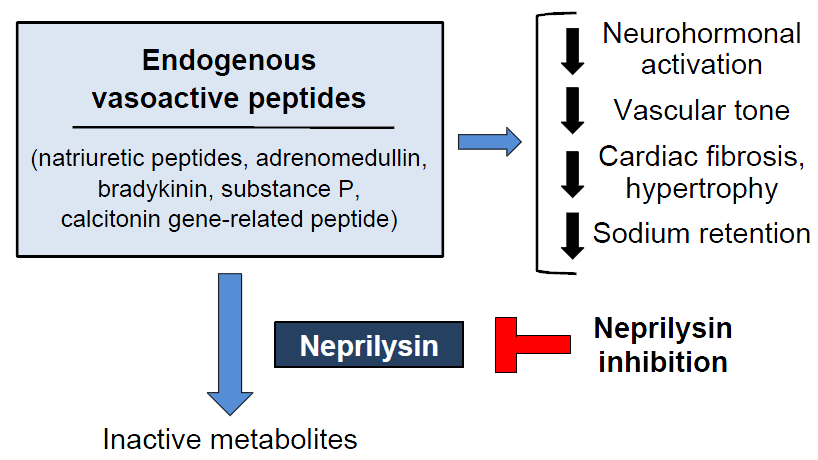 Endogenous
vasoactive peptides
(natriuretic peptides, adrenomedullin,
bradykinin, substance P,
calcitonin gene-related peptide)
Neurohormonal
activation
Vascular tone
Cardiac fibrosis,
hypertrophy
Sodium retention
Neprilysin
Neprilysin
inhibition
Inactive metabolites